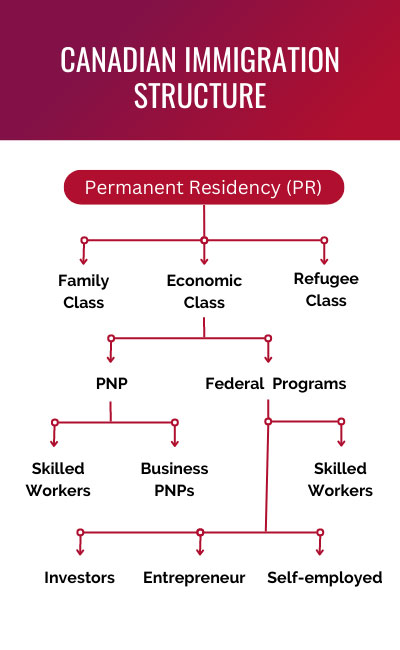 CANADIAN IMMIGRATION
STRUCTURE
Permanent Residency (PR)
Family
Class
Economic
Class
Refugee
Class
PNP
Federal Programs
Skilled
Workers
Business
PNPs
Skilled
Workers
Investors
Entrepreneur
Self-employed